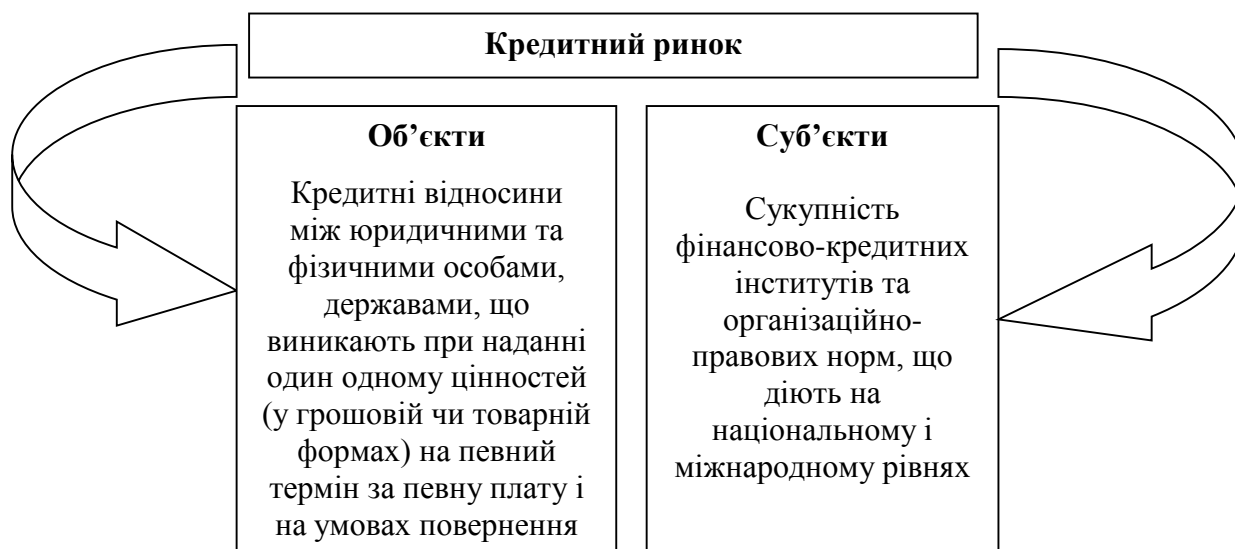 Кредитний ринок
Об’єкти
Кредитні відносини
між юридичними та
фізичними особами,
державами, що
виникають при наданні
один одному цінностей
(у грошовій чи товарній
формах) на певний
термін за певну плату і
на умовах повернення
Суб’єкти
Сукупність
фінансово-кредитних
інститутів та
організаційно-
правових норм, що
діють на
національному і
міжнародному рівнях